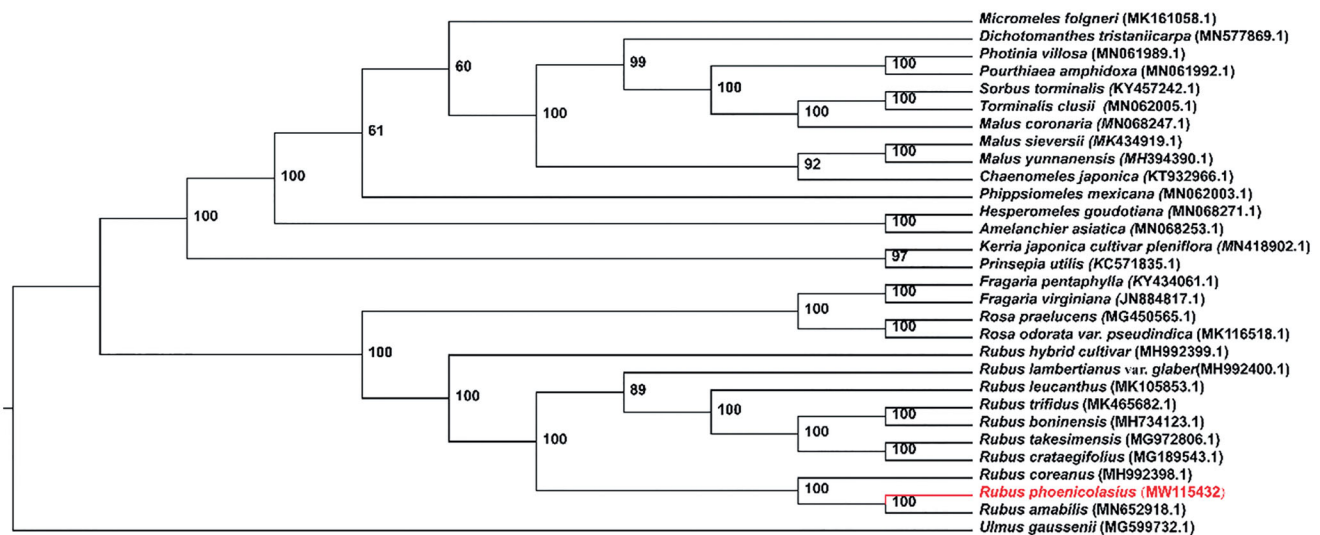 Micromeles folgneri (MK161058.1)
Dichotomanthes tristaniicarpa (MN577869.1)
60
99
Photinia villosa (MN061989.1)
100
Pourthiaea amphidoxa (MN061992.1)
100
Sorbus torminalis (KY457242.1)
100
Torminalis clusii (MN062005.1)
100
100
Malus coronaria (MN068247.1)
61
Malus sieversii (MK434919.1)
100
Malus yunnanensis (MH394390.1)
92
Chaenomeles japonica (KT932966.1)
100
Phippsiomeles mexicana (MN062003.1)
Hesperomeles goudotiana (MN068271.1)
100
100
Amelanchier asiatica (MN068253.1)
Kerria japonica cultivar pleniflora (MN418902.1)
97
Prinsepia utilis (KC571835.1)
Fragaria pentaphylla (KY434061.1)
100
Fragaria virginiana (JN884817.1)
100
Rosa praelucens (MG450565.1)
100
Rosa odorata var. pseudindica (MK116518.1)
100
Rubus hybrid cultivar (MH992399.1)
Rubus lambertianus var. glaber(MH992400.1)
89
Rubus leucanthus (MK105853.1)
100
100
Rubus trifidus (MK465682.1)
100
Rubus boninensis (MH734123.1)
100
100
Rubus takesimensis (MG972806.1)
100
Rubus crataegifolius (MG189543.1)
Rubus coreanus (MH992398.1)
100
Rubus phoenicolasius (MW115432)
100
Rubus amabilis (MN652918.1)
Ulmus gaussenii (MG599732.1)